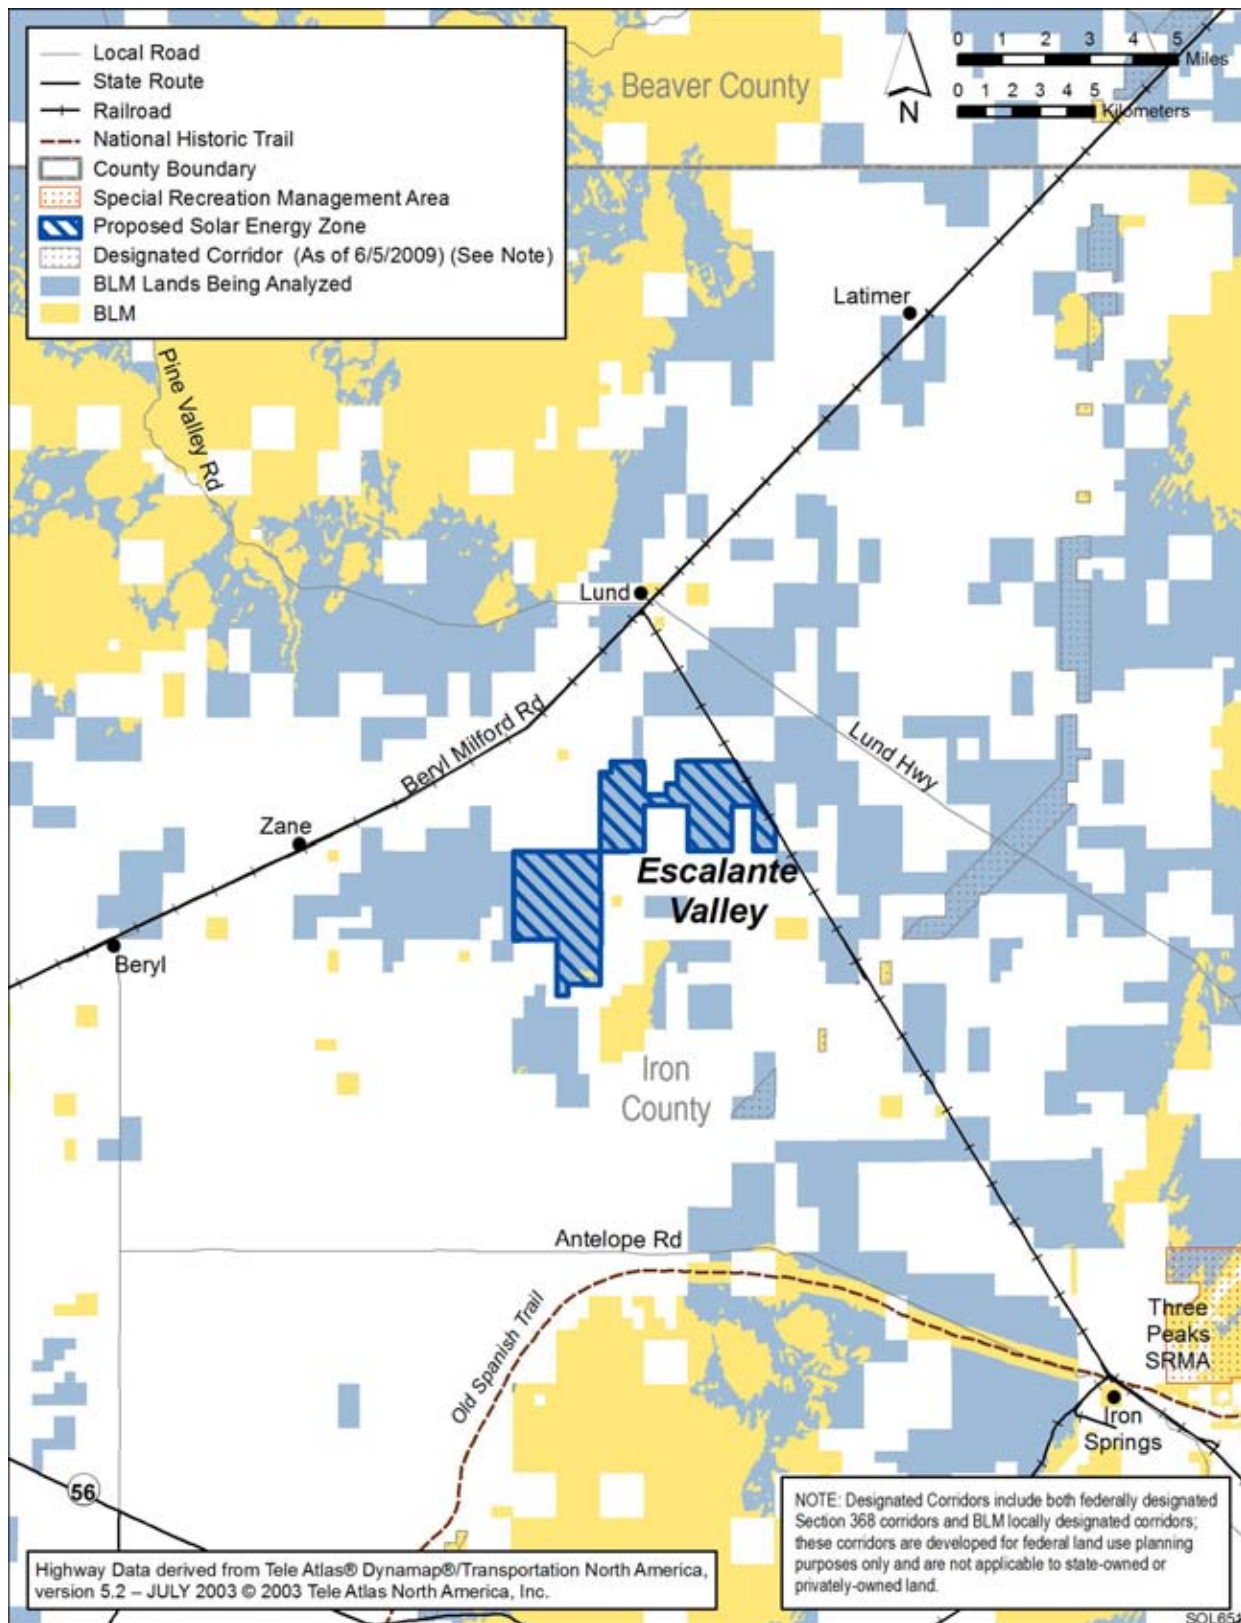 Local Road
State Route
Railroad
National Historic Trail
County Boundary
Special Recreation Management Area
Proposed Solar Energy Zone
Designated Corridor (As of 6/5/2009) (See Note)
BLM Lands Being Analyzed
BLM
Beaver County
N
0 1 2 3 4 5
Miles
0 1 2 3 4 5
Kilometers
Latimer
Pine Valley Rd
Lund
Beryl Milford Rd
Lund Hwy
Zane
Escalante
Valley
Beryl
Iron
County
Antelope Rd
Old Spanish Trail
Three
Peaks
SRMA
Iron
Springs
56
NOTE: Designated Corridors include both federally designated
Section 368 corridors and BLM locally designated corridors;
these corridors are developed for federal land use planning
purposes only and are not applicable to state-owned or
privately-owned land.
Highway Data derived from Tele Atlas® Dynamap®/Transportation North America,
version 5.2 – JULY 2003 © 2003 Tele Atlas North America, Inc.